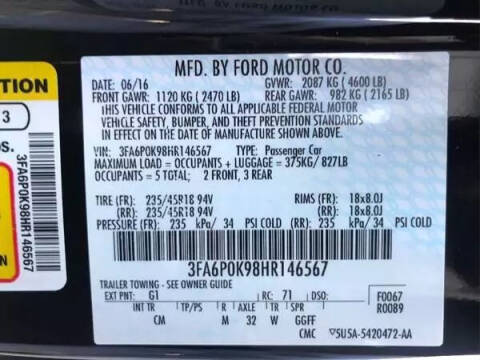 MFD. BY FORD MOTOR CO.
DATE: 06/16 GVWR: 2087 KG ( 4600 LB)
FRONT GAWR: 1120 KG ( 2470 LB) REAR GAWR: 982 KG ( 2165 LB)
THIS VEHICLE CONFORMS TO ALL APPLICABLE FEDERAL MOTOR
VEHICLE SAFETY, BUMPER, AND THEFT PREVENTION STANDARDS
IN EFFECT ON THE DATE OF MANUFACTURE SHOWN ABOVE.
VIN: 3FA6P0K98HR146567 TYPE: Passenger Car
MAXIMUM LOAD = OCCUPANTS + LUGGAGE = 375KG/ 827LB
OCCUPANTS = 5 TOTAL; 2 FRONT, 3 REAR
TIRE (FR): 235/45R18 94V RIMS (FR): 18x8.0J
(RR): 235/45R18 94V (RR): 18x8.0J
PRESSURE (FR): 235 kPa/ 34 PSI COLD (RR): 235 kPa/ 34 PSI COLD
3FA6P0K98HR146567
TRAILER TOWING - SEE OWNER GUIDE
EXT PNT: G1 RC: 71 DSO: F0067
R0089
INT TR TP/PS R AXLE TR SPR
CM M 32 W GGFF
CMC 5U5A-5420472-AA
TION
3
OS.
3FA6P0K98HR146567